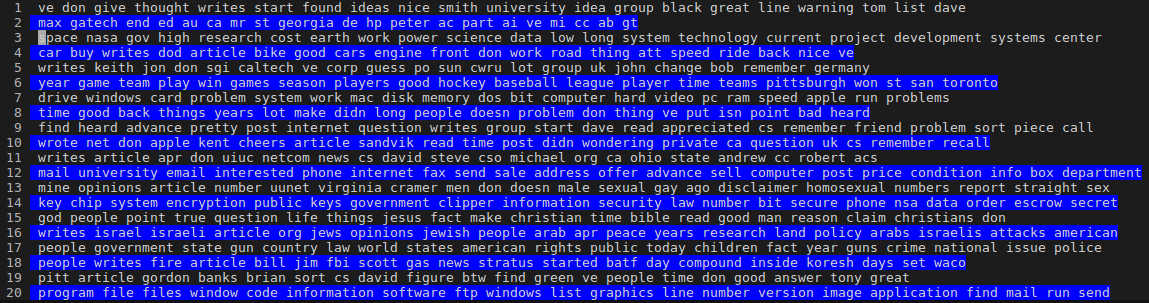 1 ve don give thought writes start found ideas nice smith university idea group black great line warning tom list dave
2 max gatech end ed au ca mr st georgia de hp peter ac part ai ve mi cc ab gt
3 space nasa gov high research cost earth work power science data low long system technology current project development systems center
4 car buy writes dod article bike good cars engine front don work road thing att speed ride back nice ve
5 writes keith jon don sgi caltech ve corp guess po sun cwru lot group uk john change bob remember germany
6 year game team play win games season players good hockey baseball league player time teams pittsburgh won st san toronto
7 drive windows card problem system work mac disk memory dos bit computer hard video pc ram speed apple run problems
8 time good back things years lot make didn long people doesn problem don thing ve put isn point bad heard
9 find heard advance pretty post internet question writes group start dave read appreciated cs remember friend problem sort piece call
10 wrote net don apple kent cheers article sandvik read time post didn wondering private ca question uk cs remember recall
11 writes article apr don uiuc netcom news cs david steve cso michael org ca ohio state andrew cc robert acs
12 mail university email interested phone internet fax send sale address offer advance sell computer post price condition info box department
13 mine opinions article number uunet virginia cramer men don doesn male sexual gay ago disclaimer homosexual numbers report straight sex
14 key chip system encryption public keys government clipper information security law number bit secure phone nsa data order escrow secret
15 god people point true question life things jesus fact make christian time bible read good man reason claim christians don
16 writes israel israeli article org jews opinions jewish people arab apr peace years research land policy arabs israelis attacks american
17 people government state gun country law world states american rights public today children fact year guns crime national issue police
18 people writes fire article bill jim fbi scott gas news stratus started batf day compound inside koresh days set waco
19 pitt article gordon banks brian sort cs david figure btw find green ve people time don good answer tony great
20 program file files window code information software ftp windows list graphics line number version image application find mail run send